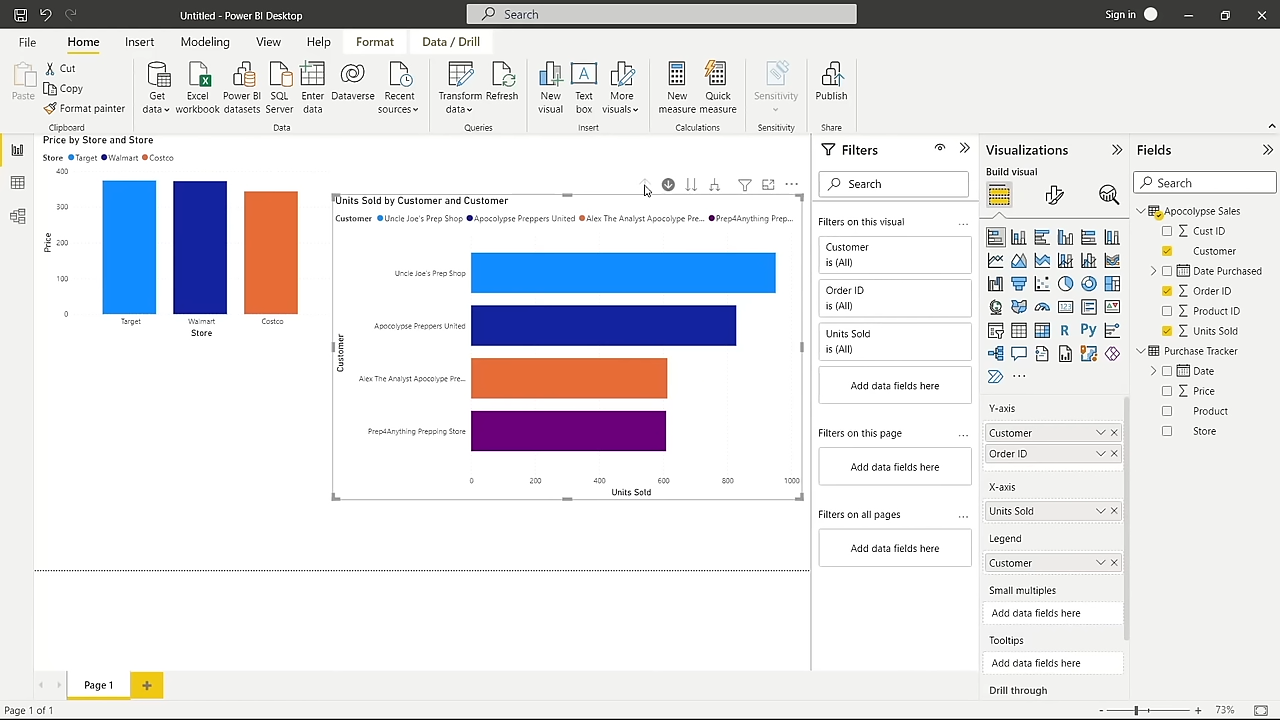 Untitled - Power BI Desktop
Search
Sign in
File
Home
Insert
Modeling
View
Help
Format
Data / Drill
Paste
Cut
Copy
Format painter
Clipboard
Get data
Excel workbook
Power BI datasets
SQL Server
Enter data
Dataverse
Recent sources
Data
Transform data
Refresh
Queries
New visual
Text box
More visuals
Insert
New measure
Quick measure
Calculations
Sensitivity
Sensitivity
Publish
Share
Price by Store and Store
Store Target Walmart Costco
400
300
200
100
0
Price
Target
Walmart
Costco
Store
Units Sold by Customer and Customer
Customer Uncle Joe's Prep Shop Apocolypse Preppers United Alex The Analyst Apocolype Pre... Prep4Anything Prep...
Customer
Uncle Joe's Prep Shop
Apocolypse Preppers United
Alex The Analyst Apocolype Pre...
Prep4Anything Prepping Store
0 200 400 600 800 1000
Units Sold
Filters
Search
Filters on this visual
...
Customer
is (All)
Order ID
is (All)
Units Sold
is (All)
Add data fields here
Filters on this page
...
Add data fields here
Filters on all pages
...
Add data fields here
Visualizations
Build visual
R
Py
...
Y-axis
Customer
Order ID
X-axis
Units Sold
Legend
Customer
Small multiples
Add data fields here
Tooltips
Add data fields here
Drill through
Fields
Search
Apocolypse Sales
Cust ID
Customer
Date Purchased
Order ID
Product ID
Units Sold
Purchase Tracker
Date
Price
Product
Store
Page 1
Page 1 of 1
- + 73%